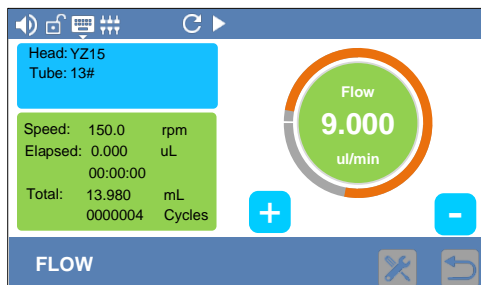 Head: YZ15
Tube: 13#
Speed: 150.0 rpm
Elapsed: 0.000 uL
00:00:00
Total: 13.980 mL
0000004 Cycles
Flow
9.000
ul/min
+
-
FLOW